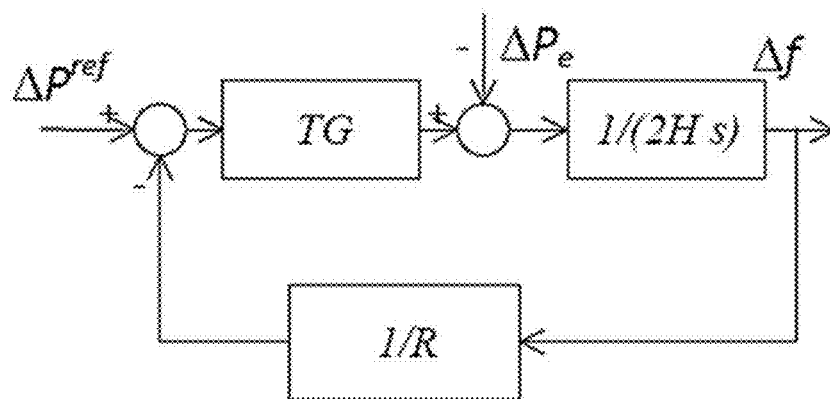 ΔP^ref
+
-
TG
+
-
ΔP_e
1/(2H s)
Δf
1/R